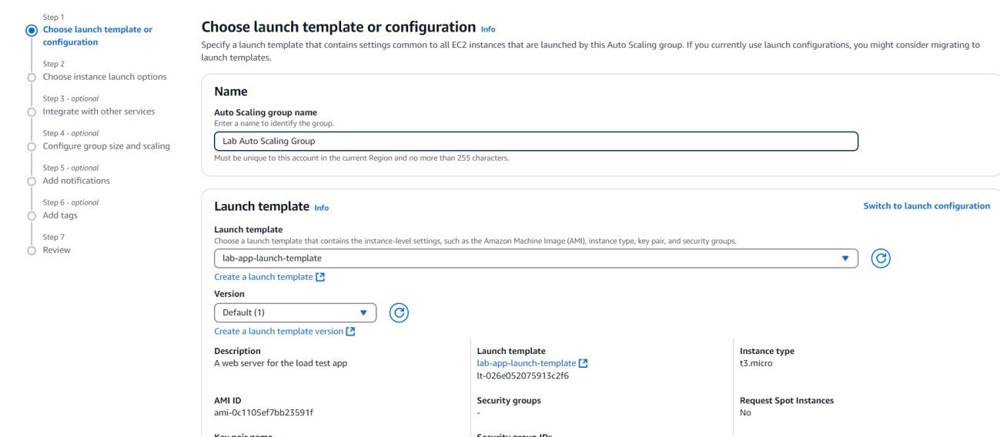 Step 1
Choose launch template or
configuration
Step 2
Choose instance launch options
Step 3 - optional
Integrate with other services
Step 4 - optional
Configure group size and scaling
Step 5 - optional
Add notifications
Step 6 - optional
Add tags
Step 7
Review
Choose launch template or configuration Info
Specify a launch template that contains settings common to all EC2 instances that are launched by this Auto Scaling group. If you currently use launch configurations, you might consider migrating to
launch templates.
Name
Auto Scaling group name
Enter a name to identify the group.
Lab Auto Scaling Group
Must be unique to this account in the current Region and no more than 255 characters.
Launch template Info
Switch to launch configuration
Launch template
Choose a launch template that contains the instance-level settings, such as the Amazon Machine Image (AMI), instance type, key pair, and security groups.
lab-app-launch-template
Create a launch template
Version
Default (1)
Create a launch template version
Description
A web server for the load test app
Launch template
lab-app-launch-template
lt-026e052075913c2f6
Instance type
t3.micro
AMI ID
ami-0c1105ef7bb23591f
Security groups
-
Request Spot Instances
No
Key pair name
Security group IDs